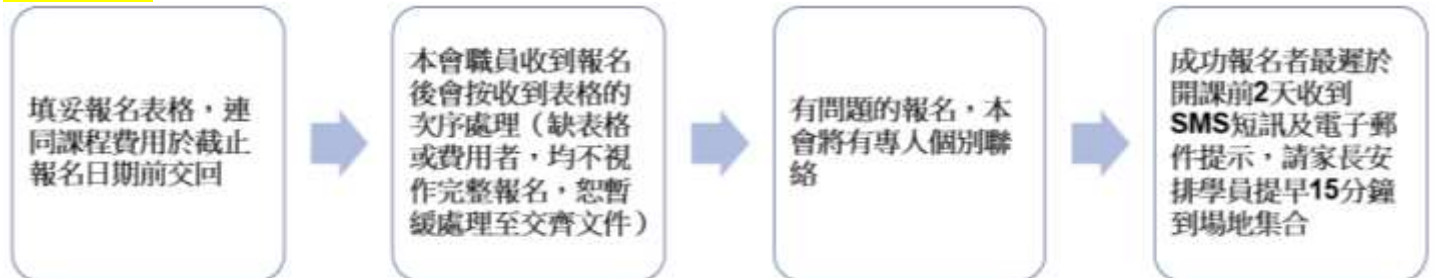 填妥報名表格，連
同課程費用於截止
報名日期前交回
本會職員收到報名
後會按收到表格的
次序處理（缺表格
或費用者，均不視
作完整報名，恕暫
緩處理至交齊文件）
有問題的報名，本
會將有專人個別聯
絡
成功報名者最遲於
開課前2天收到
SMS短訊及電子郵
件提示，請家長安
排學員提早15分鐘
到場地集合